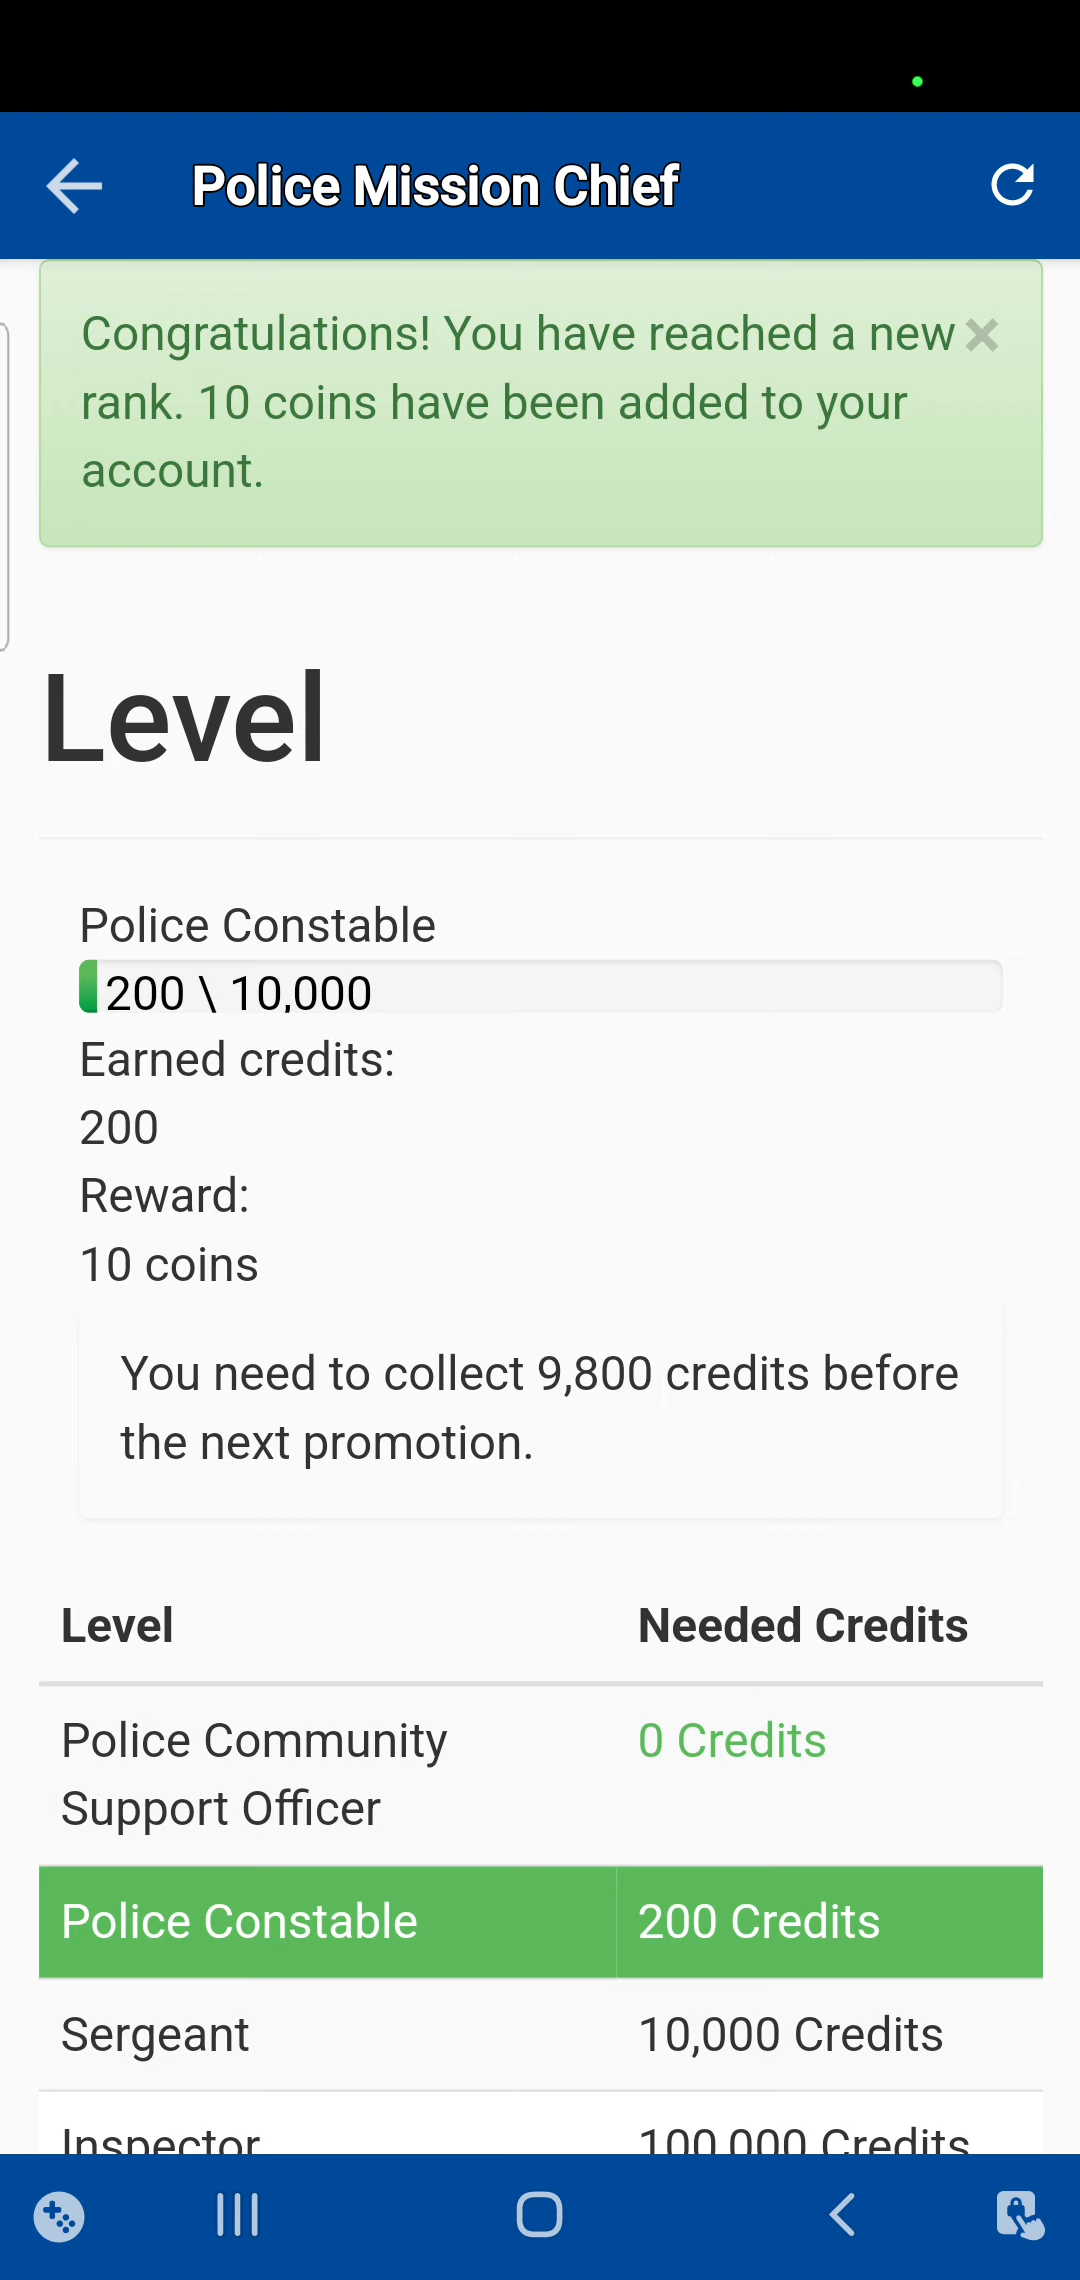 Police Mission Chief
Congratulations! You have reached a new
rank. 10 coins have been added to your
account.
Level
Police Constable
200 \ 10,000
Earned credits:
200
Reward:
10 coins
You need to collect 9,800 credits before
the next promotion.
Level Needed Credits
Police Community 0 Credits
Support Officer
Police Constable 200 Credits
Sergeant 10,000 Credits
Inspector 100,000 Credits